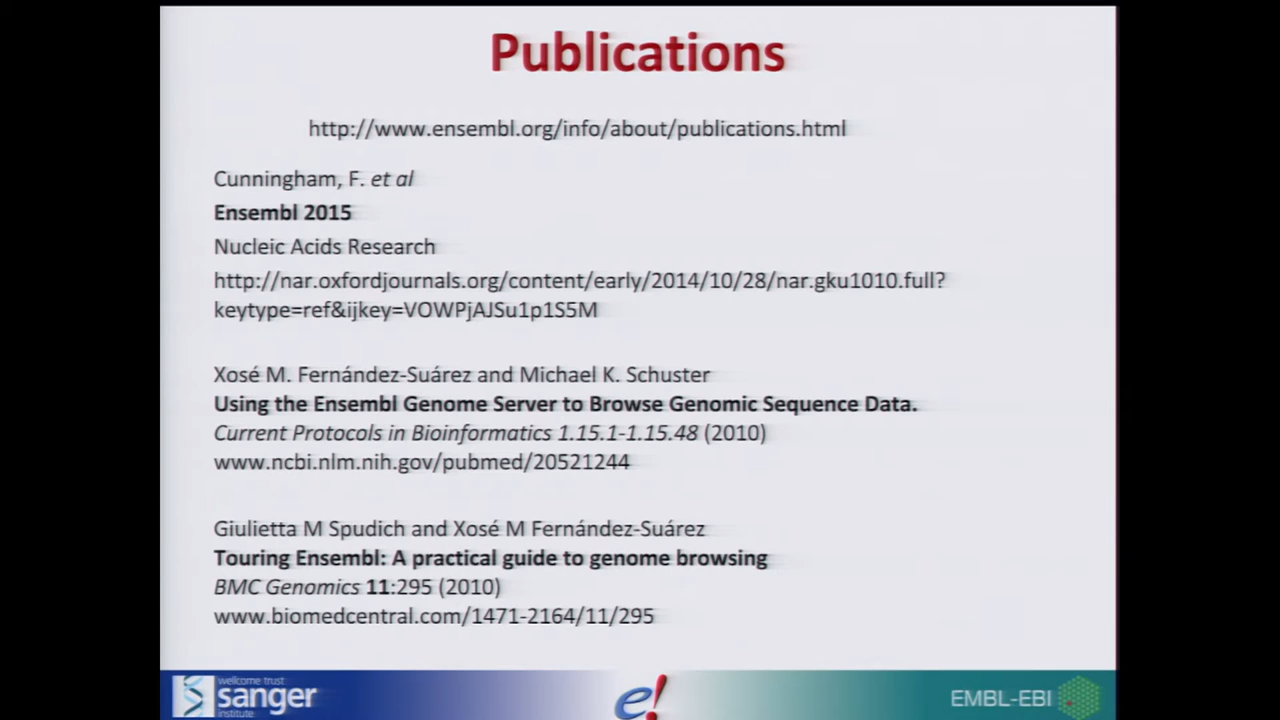 Publications
http://www.ensembl.org/info/about/publications.html
Cunningham, F. et al
Ensembl 2015
Nucleic Acids Research
http://nar.oxfordjournals.org/content/early/2014/10/28/nar.gku1010.full?
keytype=ref&ijkey=VOWPjAJSu1p1S5M
Xosé M. Fernández-Suárez and Michael K. Schuster
Using the Ensembl Genome Server to Browse Genomic Sequence Data.
Current Protocols in Bioinformatics 1.15.1-1.15.48 (2010)
www.ncbi.nlm.nih.gov/pubmed/20521244
Giulietta M Spudich and Xosé M Fernández-Suárez
Touring Ensembl: A practical guide to genome browsing
BMC Genomics 11:295 (2010)
www.biomedcentral.com/1471-2164/11/295
wellcome trust
sanger
institute
e!
EMBL-EBI